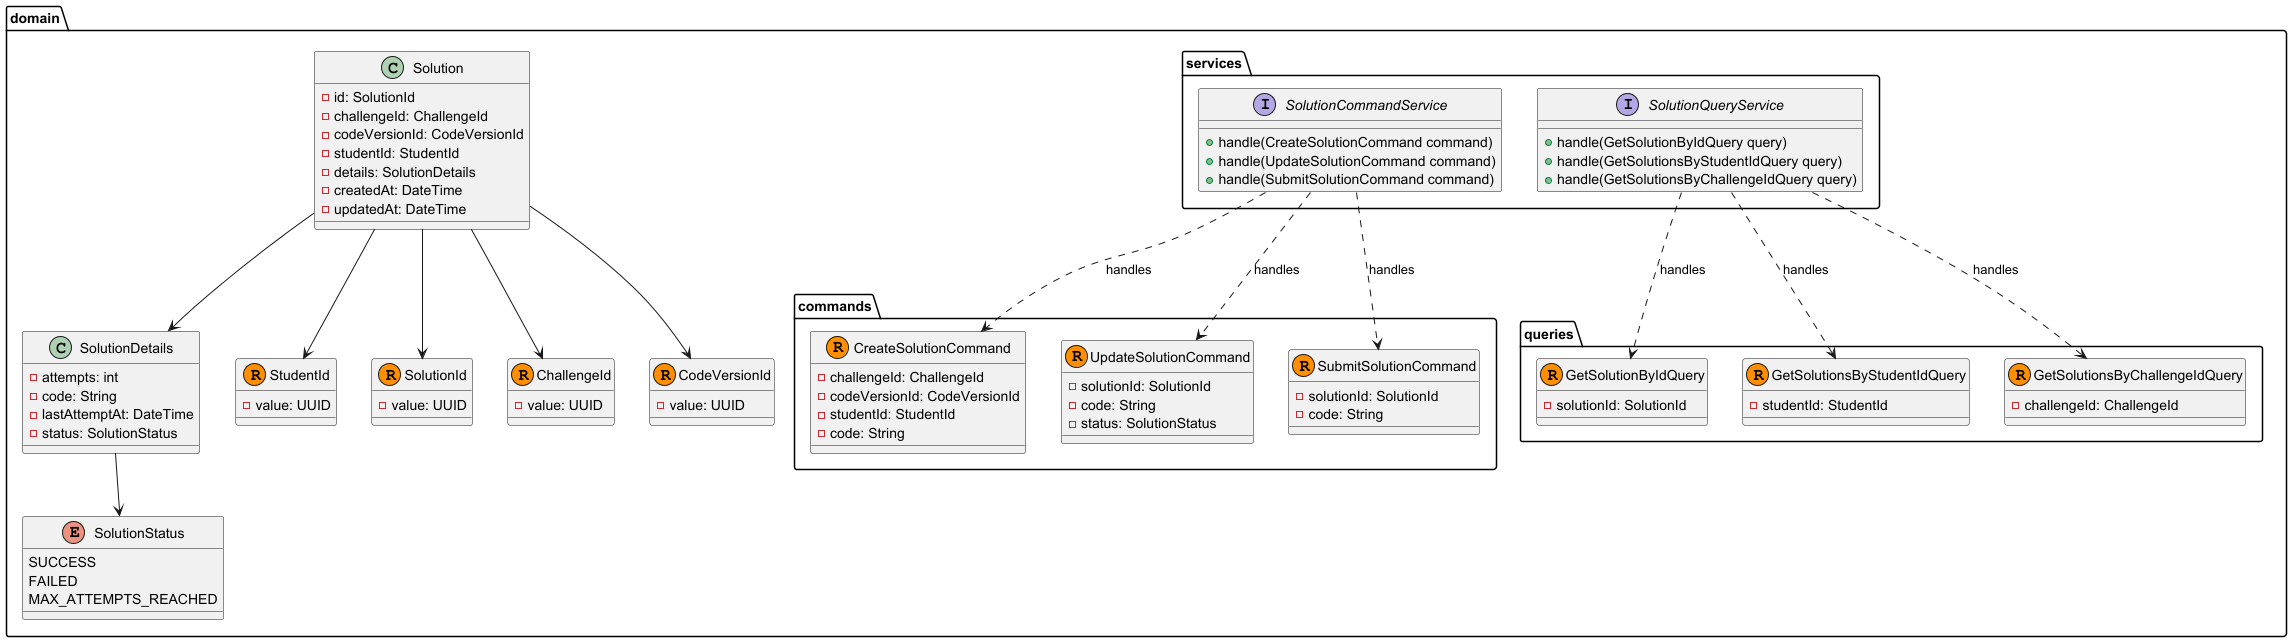 domain
C Solution
id: SolutionId
challengeId: ChallengeId
codeVersionId: CodeVersionId
studentId: StudentId
details: SolutionDetails
createdAt: DateTime
updatedAt: DateTime
services
I SolutionCommandService
handle(CreateSolutionCommand command)
handle(UpdateSolutionCommand command)
handle(SubmitSolutionCommand command)
I SolutionQueryService
handle(GetSolutionByIdQuery query)
handle(GetSolutionsByStudentIdQuery query)
handle(GetSolutionsByChallengeIdQuery query)
handles
handles
handles
handles
handles
handles
C SolutionDetails
attempts: int
code: String
lastAttemptAt: DateTime
status: SolutionStatus
R StudentId
value: UUID
R SolutionId
value: UUID
R ChallengeId
value: UUID
R CodeVersionId
value: UUID
commands
R CreateSolutionCommand
challengeId: ChallengeId
codeVersionId: CodeVersionId
studentId: StudentId
code: String
R UpdateSolutionCommand
solutionId: SolutionId
code: String
status: SolutionStatus
R SubmitSolutionCommand
solutionId: SolutionId
code: String
queries
R GetSolutionByIdQuery
solutionId: SolutionId
R GetSolutionsByStudentIdQuery
studentId: StudentId
R GetSolutionsByChallengeIdQuery
challengeId: ChallengeId
E SolutionStatus
SUCCESS
FAILED
MAX_ATTEMPTS_REACHED